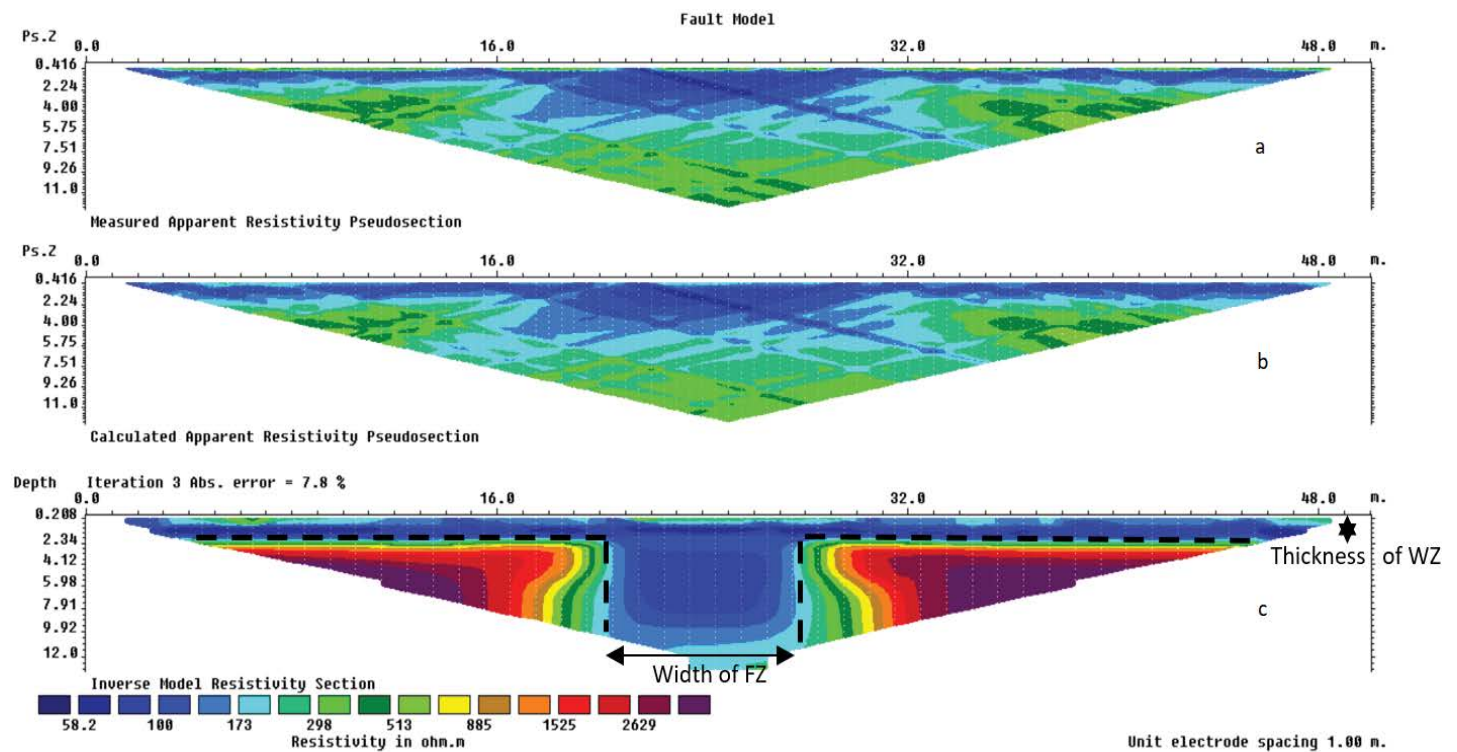 Fault Model
Ps.Z 0.0 16.0 32.0 48.0 m.
0.416
2.24
4.00
5.75
7.51
9.26
11.0
a
Measured Apparent Resistivity Pseudosection
Ps.Z 0.0 16.0 32.0 48.0 m.
0.416
2.24
4.00
5.75
7.51
9.26
11.0
b
Calculated Apparent Resistivity Pseudosection
Depth Iteration 3 Abs. error = 7.8 %
0.0 16.0 32.0 48.0 m.
0.208
2.34
4.12
5.98
7.91
9.92
12.0
Thickness of WZ
c
Width of FZ
Inverse Model Resistivity Section
58.2 100 173 298 513 885 1525 2629
Resistivity in ohm.m
Unit electrode spacing 1.00 m.